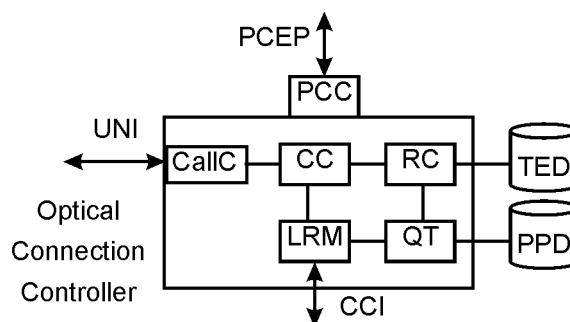 PCEP
PCC
UNI
CallC
CC
RC
TED
Optical
Connection
Controller
LRM
QT
PPD
CCI